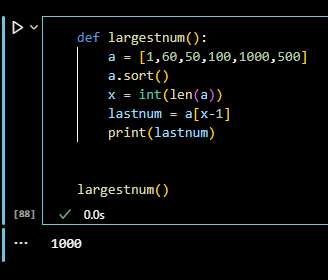 def largestnum():
    a = [1,60,50,100,1000,500]
    a.sort()
    x = int(len(a))
    lastnum = a[x-1]
    print(lastnum)
largestnum()
[88] 0.0s
1000